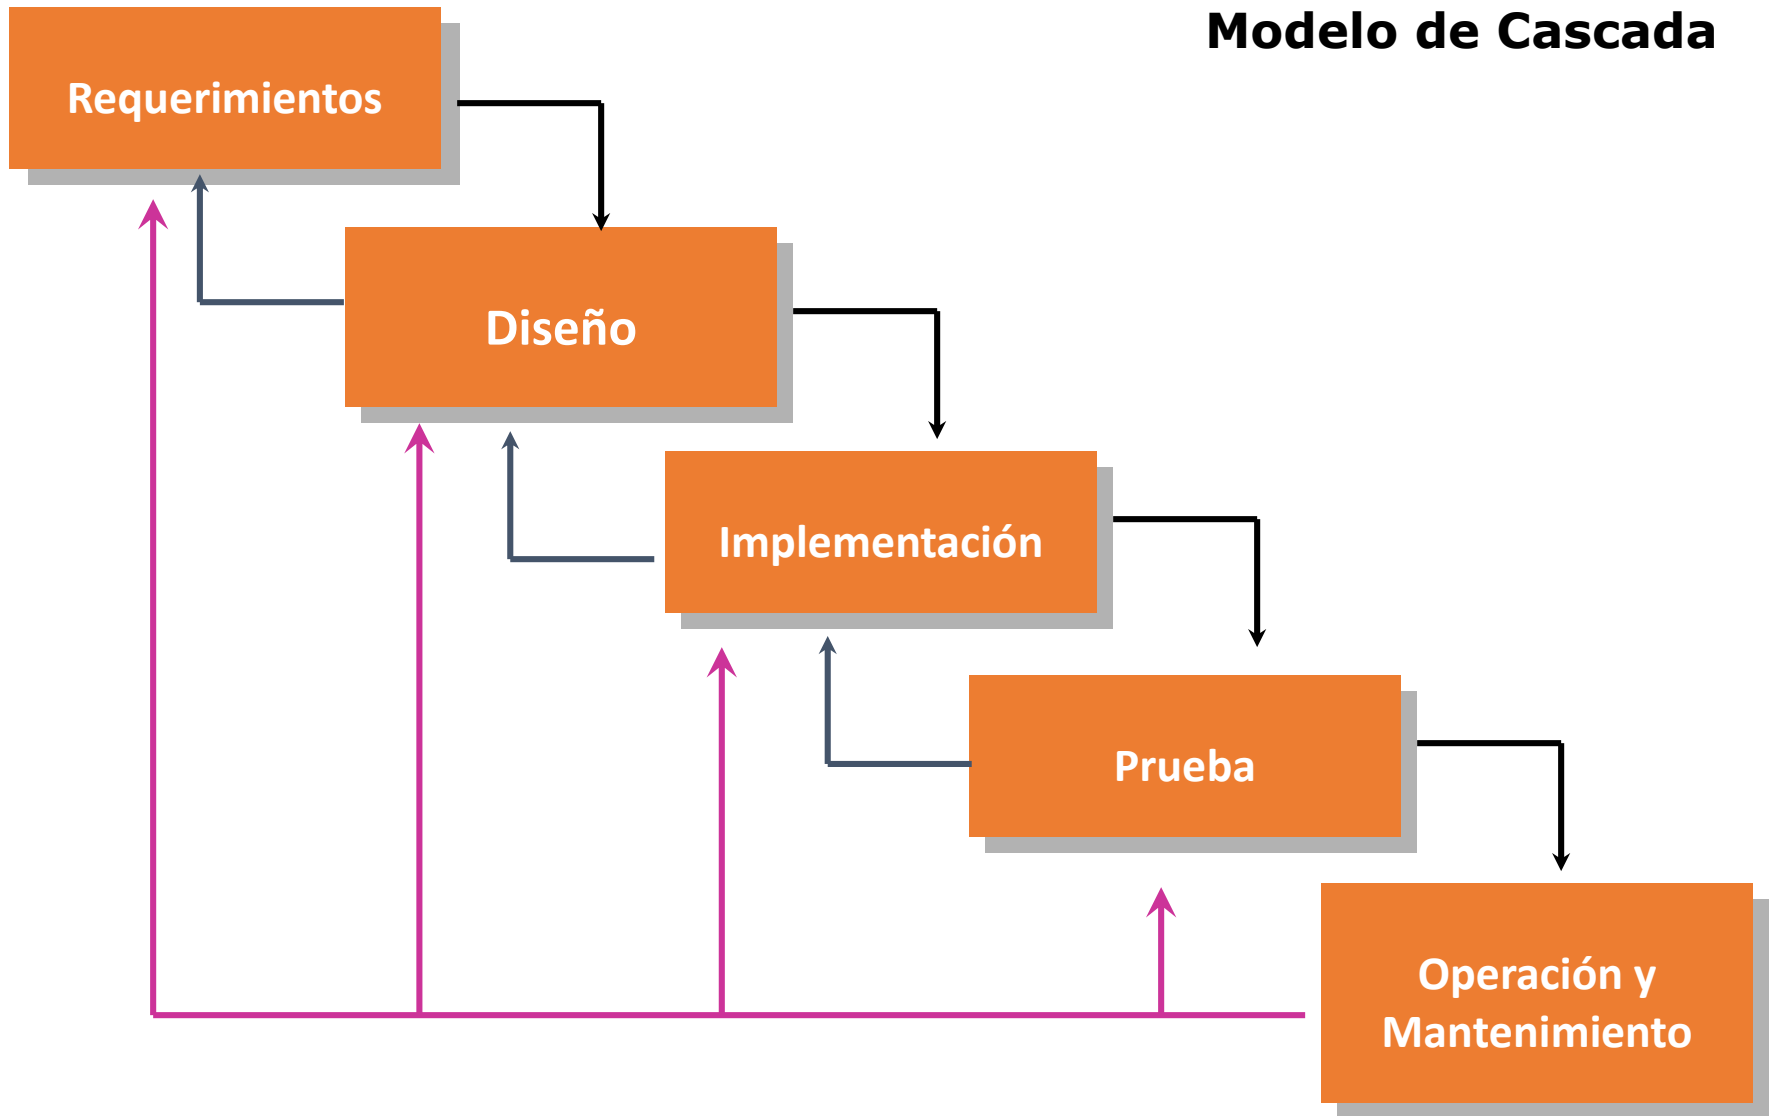 Modelo de Cascada
Requerimientos
Diseño
Implementación
Prueba
Operación y
Mantenimiento